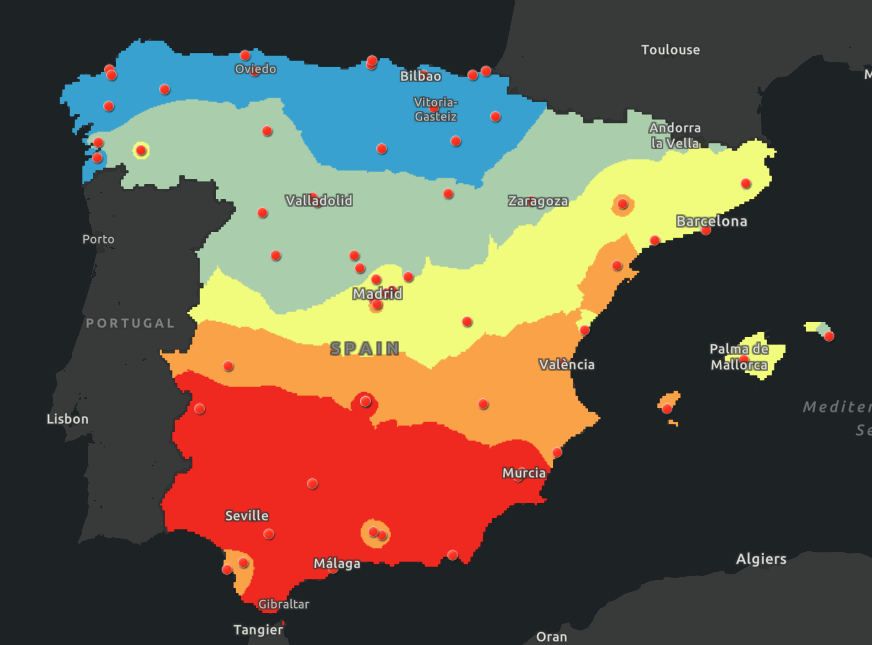 Toulouse
M
Oviedo
Bilbao
Vitoria-
Gasteiz
Andorra
la Vella
Valladolid
Zaragoza
Barcelona
Porto
Madrid
PORTUGAL
SPAIN
Palma de
Mallorca
València
Mediter
Se
Lisbon
Murcia
Seville
Málaga
Algiers
Gibraltar
Tangier
Oran